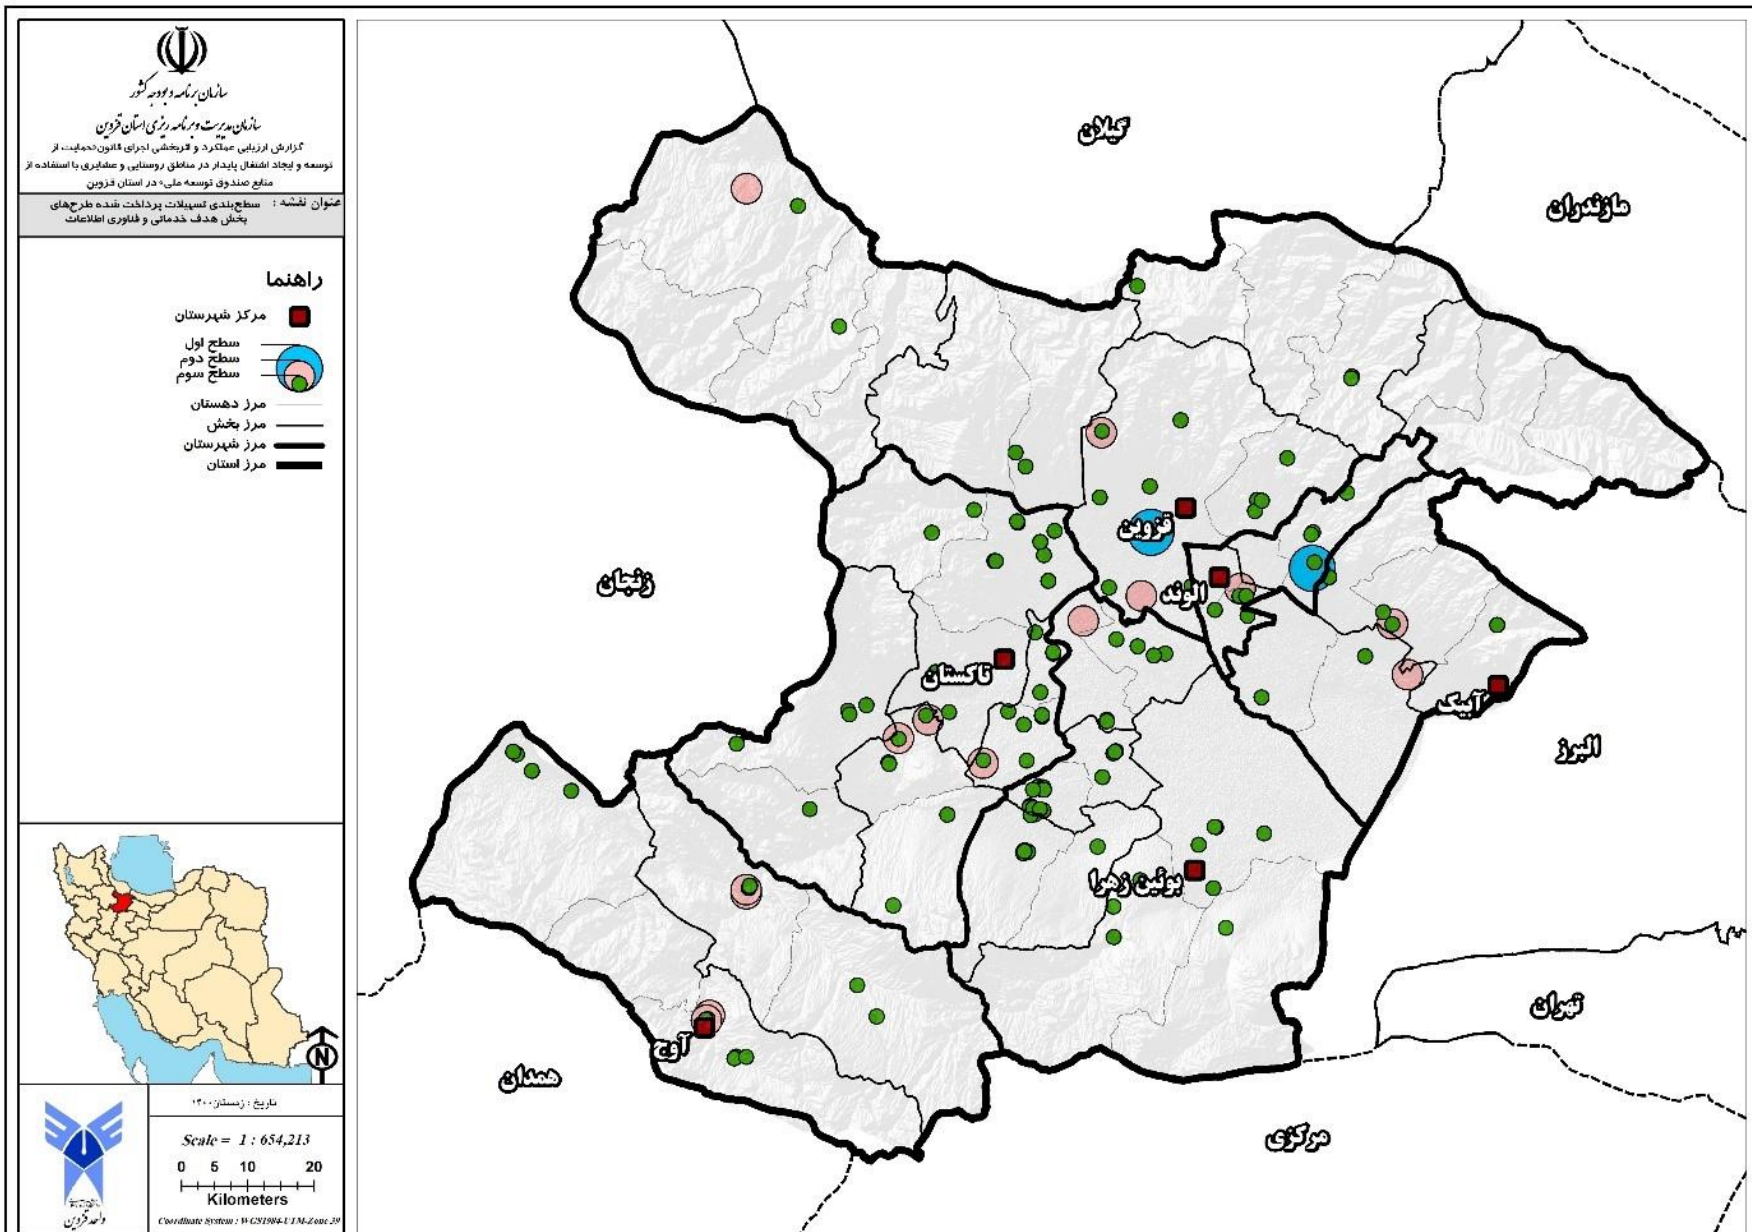 سازمان برنامه و بودجه کشور
سازمان مدیریت و برنامه ریزی استان قزوین
گزارش ارزیابی عملکرد و اثربخشی اجرای قانون «حمایت از
توسعه و ایجاد اشتغال پایدار در مناطق روستایی و عشایری با استفاده از
منابع صندوق توسعه ملی» در استان قزوین
عنوان نقشه : سطح‌بندی تسهیلات پرداخت شده طرح‌های
بخش هدف خدماتی و فناوری اطلاعات
راهنما
مرکز شهرستان
سطح اول
سطح دوم
سطح سوم
مرز دهستان
مرز بخش
مرز شهرستان
مرز استان
گیلان
مازندران
زنجان
قزوین
الوند
تاکستان
آبیک
البرز
بوئین زهرا
آوج
همدان
تهران
مرکزی
N
تاریخ : زمستان ۱۴۰۰
Scale = 1 : 654,213
0 5 10 20
Kilometers
Coordinate System : WGS1984-UTM-Zone 39
واحد قزوین